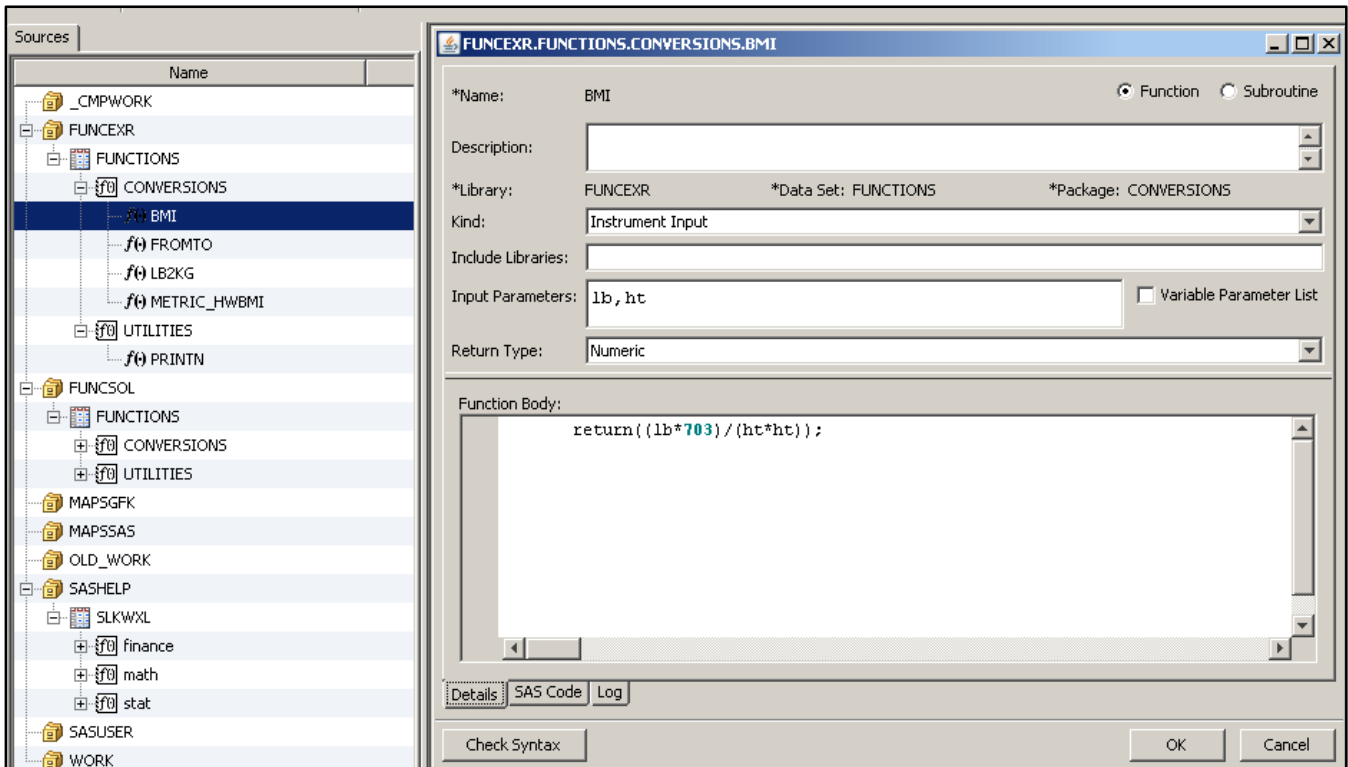 Sources
Name
_CMPWORK
FUNCEXR
FUNCTIONS
CONVERSIONS
f(•) BMI
f(•) FROMTO
f(•) LB2KG
f(•) METRIC_HWBMI
UTILITIES
f(•) PRINTN
FUNCSOL
FUNCTIONS
CONVERSIONS
UTILITIES
MAPSGFK
MAPSSAS
OLD_WORK
SASHELP
SLKWXL
finance
math
stat
SASUSER
WORK
FUNCEXR.FUNCTIONS.CONVERSIONS.BMI
*Name: BMI Function Subroutine
Description:
*Library: FUNCEXR *Data Set: FUNCTIONS *Package: CONVERSIONS
Kind: Instrument Input
Include Libraries:
Input Parameters: lb,ht Variable Parameter List
Return Type: Numeric
Function Body:
return((lb*703)/(ht*ht));
Details SAS Code Log
Check Syntax OK Cancel